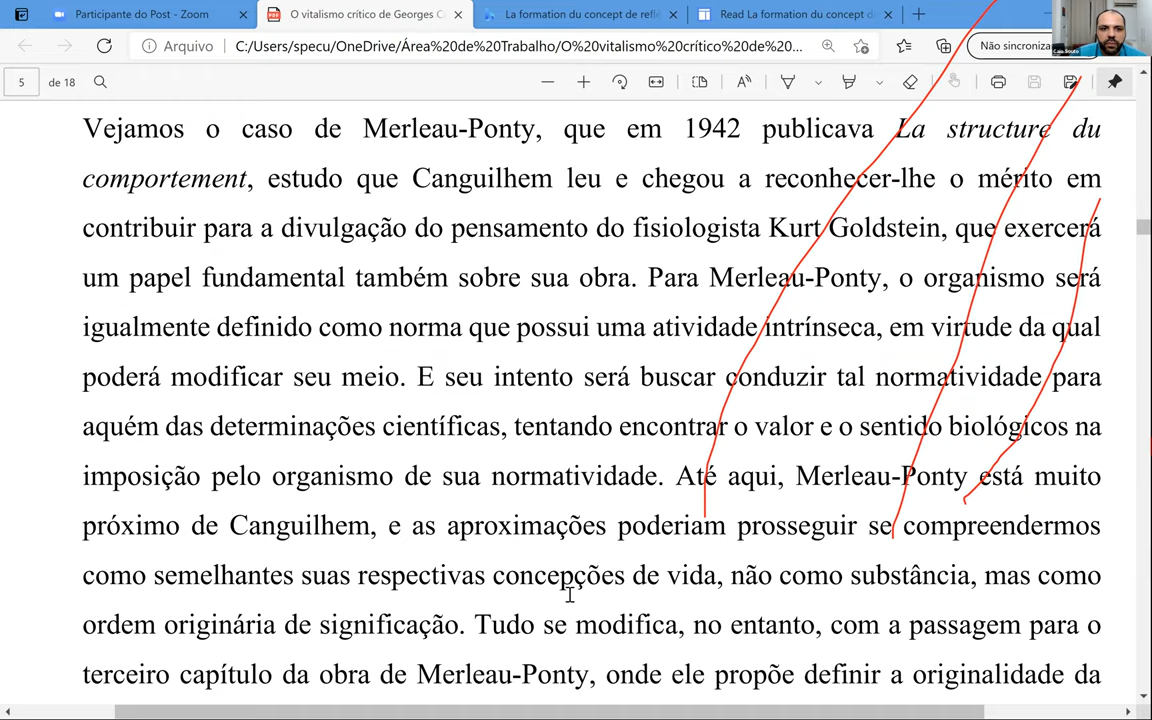 Participante do Post - Zoom
O vitalismo crítico de Georges C
La formation du concept de refle
Read La formation du concept d
Arquivo
C:/Users/specu/OneDrive/Área%20de%20Trabalho/O%20vitalismo%20crítico%20de%20...
Não sincroniza
Caio Souto
5 de 18
Vejamos o caso de Merleau-Ponty, que em 1942 publicava La structure du
comportement, estudo que Canguilhem leu e chegou a reconhecer-lhe o mérito em
contribuir para a divulgação do pensamento do fisiologista Kurt Goldstein, que exercerá
um papel fundamental também sobre sua obra. Para Merleau-Ponty, o organismo será
igualmente definido como norma que possui uma atividade intrínseca, em virtude da qual
poderá modificar seu meio. E seu intento será buscar conduzir tal normatividade para
aquém das determinações científicas, tentando encontrar o valor e o sentido biológicos na
imposição pelo organismo de sua normatividade. Até aqui, Merleau-Ponty está muito
próximo de Canguilhem, e as aproximações poderiam prosseguir se compreendermos
como semelhantes suas respectivas concepções de vida, não como substância, mas como
ordem originária de significação. Tudo se modifica, no entanto, com a passagem para o
terceiro capítulo da obra de Merleau-Ponty, onde ele propõe definir a originalidade da